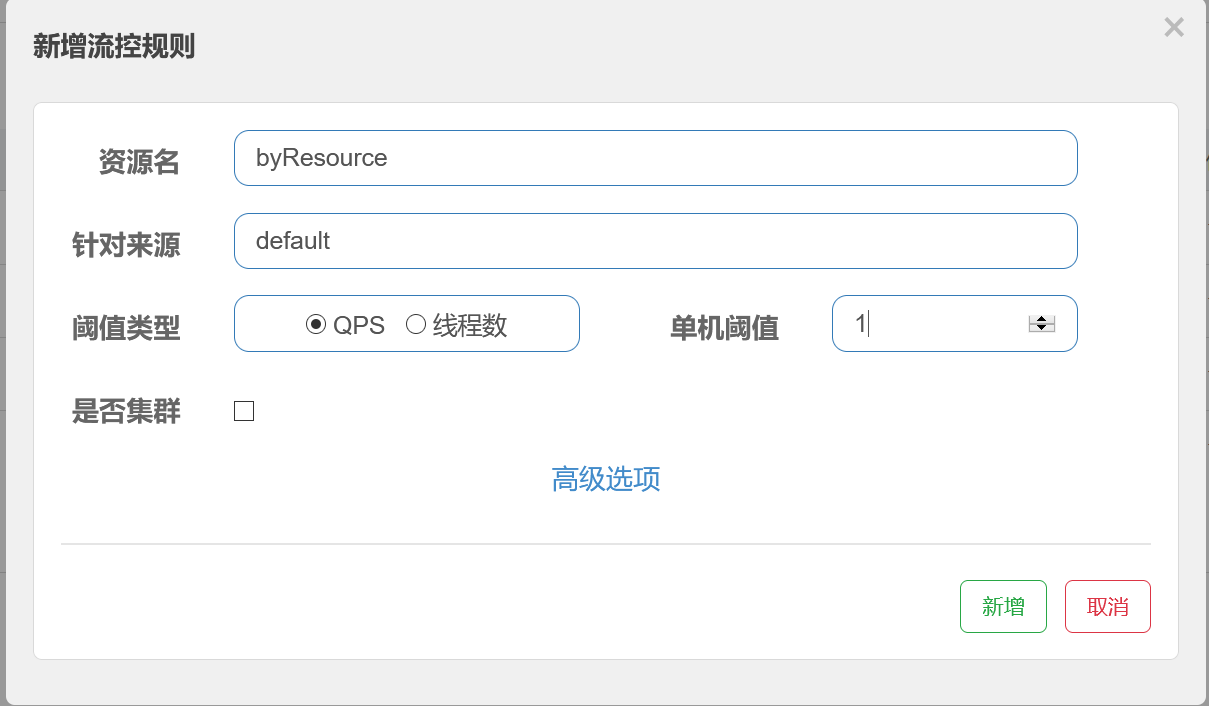 新增流控规则
×
资源名 byResource
针对来源 default
阈值类型 QPS 线程数 单机阈值 1
是否集群
高级选项
新增 取消